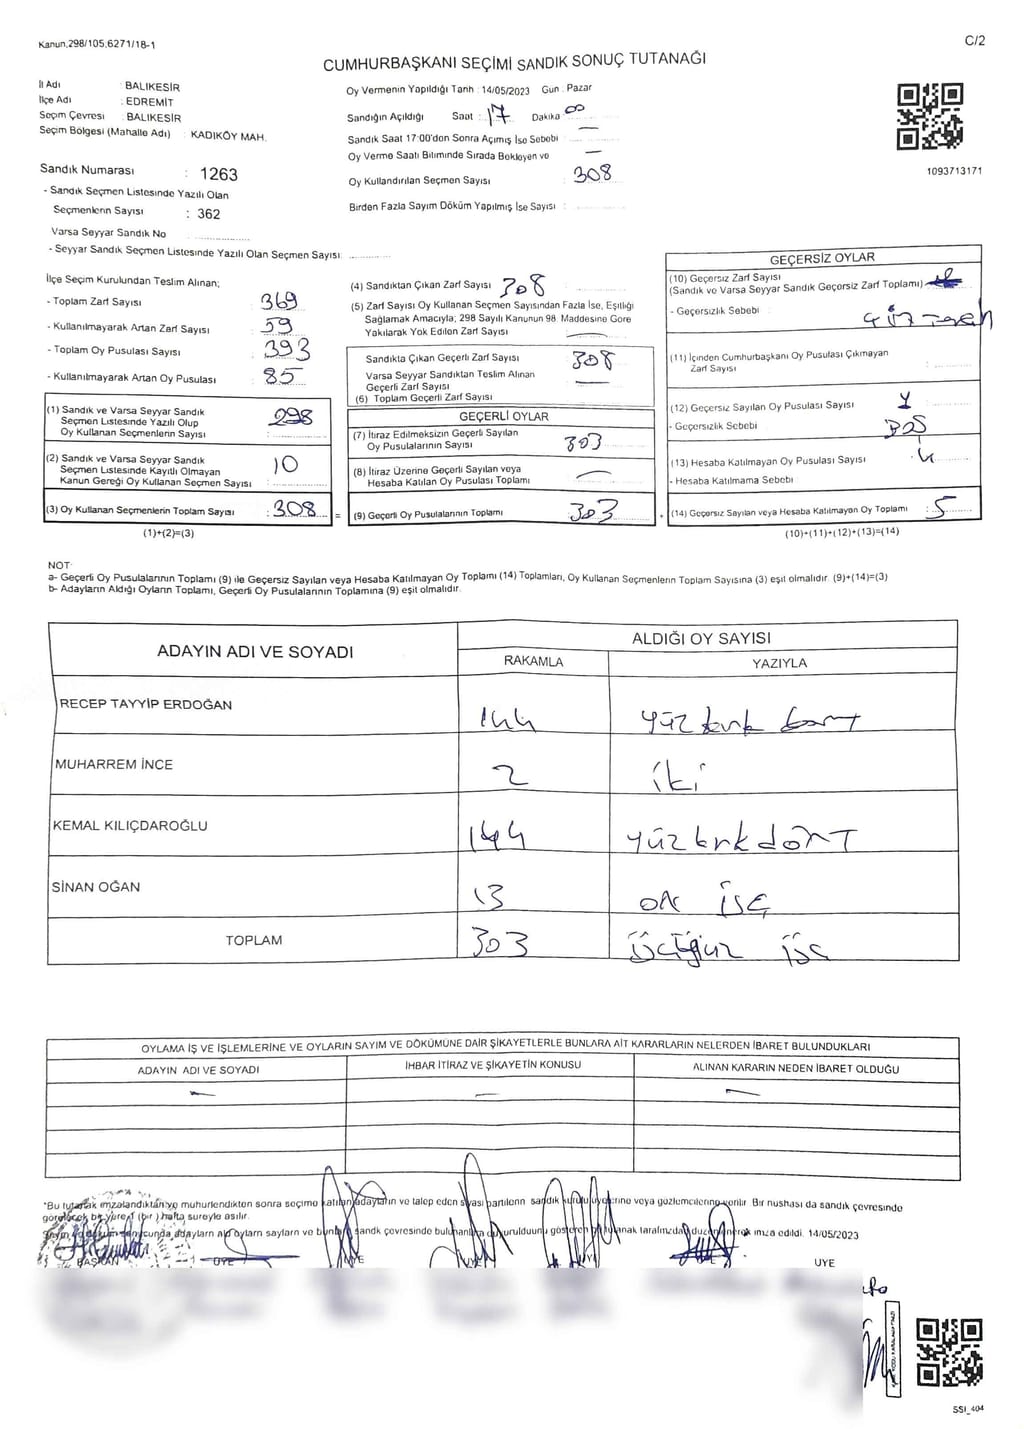 Kanun,298/105,6271/18-1
C/2
CUMHURBAŞKANI SEÇİMİ SANDIK SONUÇ TUTANAĞI
İl Adı : BALIKESİR
İlçe Adı : EDREMİT
Seçim Çevresi : BALIKESİR
Seçim Bölgesi (Mahalle Adı) : KADIKÖY MAH.
Sandık Numarası : 1263
- Sandık Seçmen Listesinde Yazılı Olan
Seçmenlerin Sayısı : 362
Varsa Seyyar Sandık No
- Seyyar Sandık Seçmen Listesinde Yazılı Olan Seçmen Sayısı:
Oy Vermenin Yapıldığı Tarih : 14/05/2023 Gün : Pazar
Sandığın Açıldığı Saat : 17 Dakika 00
Sandık Saat 17:00'den Sonra Açımış İse Sebebi : —
Oy Verme Saati Bitiminde Sırada Bekleyen ve —
Oy Kullandırılan Seçmen Sayısı : 308
Birden Fazla Sayım Döküm Yapılmış İse Sayısı :
1093713171
İlçe Seçim Kurulundan Teslim Alınan;
- Toplam Zarf Sayısı : 369
- Kullanılmayarak Artan Zarf Sayısı : 59
- Toplam Oy Pusulası Sayısı : 393
- Kullanılmayarak Artan Oy Pusulası : 85
(1) Sandık ve Varsa Seyyar Sandık
Seçmen Listesinde Yazılı Olup
Oy Kullanan Seçmenlerin Sayısı : 298
(2) Sandık ve Varsa Seyyar Sandık
Seçmen Listesinde Kayıtlı Olmayan
Kanun Gereği Oy Kullanan Seçmen Sayısı : 10
(3) Oy Kullanan Seçmenlerin Toplam Sayısı : 308 =
(1)+(2)=(3)
(4) Sandıktan Çıkan Zarf Sayısı : 308
(5) Zarf Sayısı Oy Kullanan Seçmen Sayısından Fazla İse, Eşitliği
Sağlamak Amacıyla; 298 Sayılı Kanunun 98. Maddesine Göre
Yakılarak Yok Edilen Zarf Sayısı : —
Sandıkta Çıkan Geçerli Zarf Sayısı 308
Varsa Seyyar Sandıktan Teslim Alınan
Geçerli Zarf Sayısı —
(6) Toplam Geçerli Zarf Sayısı
GEÇERLİ OYLAR
(7) İtiraz Edilmeksizin Geçerli Sayılan
Oy Pusulalarının Sayısı : 303
(8) İtiraz Üzerine Geçerli Sayılan veya
Hesaba Katılan Oy Pusulası Toplamı : —
(9) Geçerli Oy Pusulalarının Toplamı : 303 +
GEÇERSİZ OYLAR
(10) Geçersiz Zarf Sayısı
(Sandık ve Varsa Seyyar Sandık Geçersiz Zarf Toplamı)
- Geçersizlik Sebebi :
(11) İçinden Cumhurbaşkanı Oy Pusulası Çıkmayan
Zarf Sayısı :
(12) Geçersiz Sayılan Oy Pusulası Sayısı :
- Geçersizlik Sebebi
(13) Hesaba Katılmayan Oy Pusulası Sayısı :
- Hesaba Katılmama Sebebi
(14) Geçersiz Sayılan veya Hesaba Katılmayan Oy Toplamı : 5
(10)+(11)+(12)+(13)=(14)
NOT:
a- Geçerli Oy Pusulalarının Toplamı (9) ile Geçersiz Sayılan veya Hesaba Katılmayan Oy Toplamı (14) Toplamları, Oy Kullanan Seçmenlerin Toplam Sayısına (3) eşit olmalıdır. (9)+(14)=(3)
b- Adayların Aldığı Oyların Toplamı, Geçerli Oy Pusulalarının Toplamına (9) eşit olmalıdır.
ADAYIN ADI VE SOYADI
ALDIĞI OY SAYISI
RAKAMLA YAZIYLA
RECEP TAYYİP ERDOĞAN 144 yüz kırk dört
MUHARREM İNCE 2 iki
KEMAL KILIÇDAROĞLU 144 yüz kırk dört
SİNAN OĞAN 13 on üç
TOPLAM 303 üçyüz üç
OYLAMA İŞ VE İŞLEMLERİNE VE OYLARIN SAYIM VE DÖKÜMÜNE DAİR ŞİKAYETLERLE BUNLARA AİT KARARLARIN NELERDEN İBARET BULUNDUKLARI
ADAYIN ADI VE SOYADI İHBAR İTİRAZ VE ŞİKAYETİN KONUSU ALINAN KARARIN NEDEN İBARET OLDUĞU
— — —
"Bu tutanak imzalandıktan ve mühürlendikten sonra seçime katılan adayların ve talep eden siyasi partilerin sandık kurulu üyelerine veya gözlemcilerine verilir. Bir nüshası da sandık çevresinde
görülecek bir yere 1 (bir) hafta süreyle asılır.
adayların aldı oyların sayları ve bunun sandık çevresinde tutanak tarafımızdan düzenlenerek imza edildi. 14/05/2023
BAŞKAN ÜYE ÜYE ÜYE
SSI_404